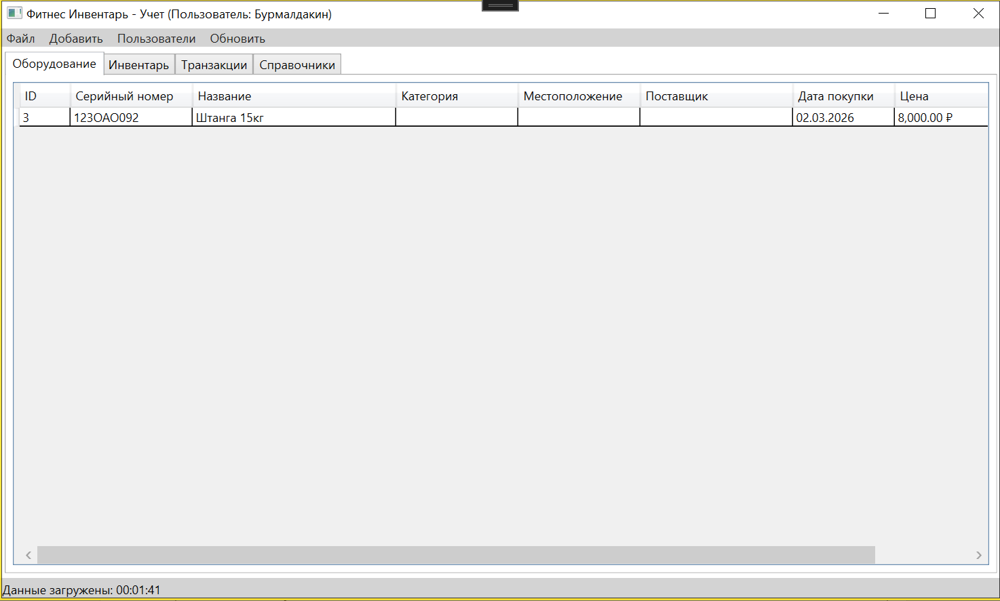 Фитнес Инвентарь - Учет (Пользователь: Бурмалдакин)
Файл Добавить Пользователи Обновить
Оборудование Инвентарь Транзакции Справочники
ID Серийный номер Название Категория Местоположение Поставщик Дата покупки Цена
3 123ОАО092 Штанга 15кг 02.03.2026 8,000.00 ₽
Данные загружены: 00:01:41